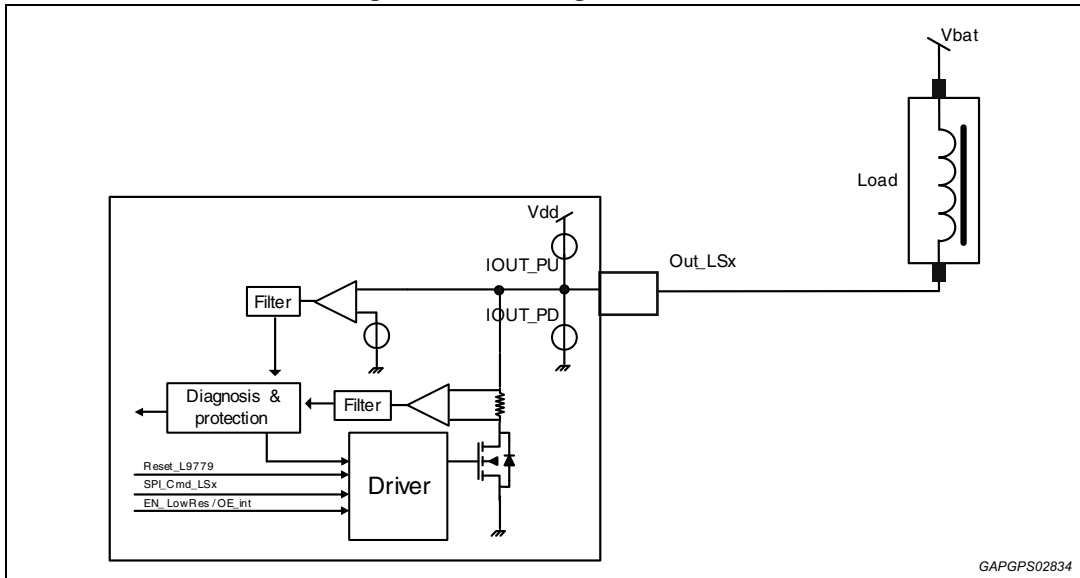 Vbat
Load
Vdd
IOUT_PU
Out_LSx
IOUT_PD
Filter
Diagnosis &
protection
Filter
Reset_L9779
SPI_Cmd_LSx
EN_LowRes/OE_int
Driver
GAPGPS02834